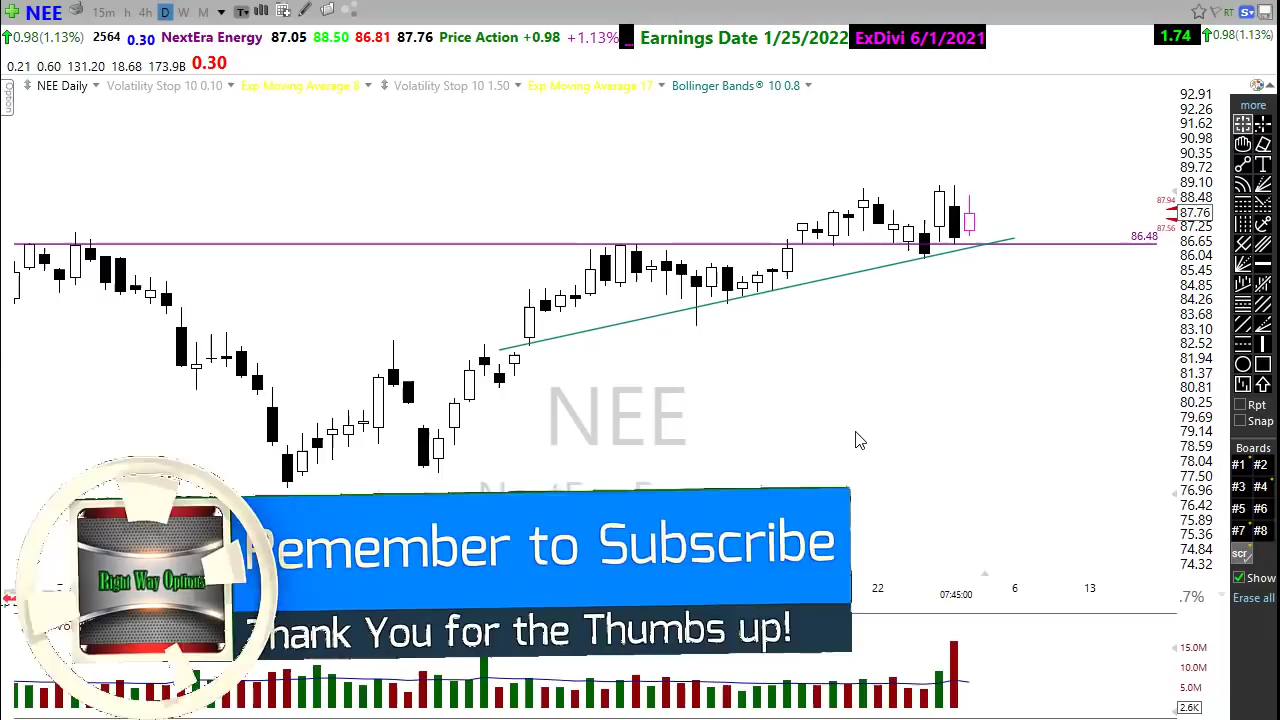 NEE 15m h 4h D W M T
RT S
0.98(1.13%) 2564 0.30 NextEra Energy 87.05 88.50 86.81 87.76 Price Action +0.98 +1.13% Earnings Date 1/25/2022 ExDivi 6/1/2021 1.74 0.98(1.13%)
0.21 0.60 131.20 18.68 173.9B 0.30
Option
NEE Daily Volatility Stop 10 0.10 Exp Moving Average 8 Volatility Stop 10 1.50 Exp Moving Average 17 Bollinger Bands® 10 0.8
92.91
92.26
91.62
90.98
90.35
89.72
89.10
88.48
87.94
87.76
87.56
87.25
86.48
86.65
86.04
85.45
84.85
84.26
83.68
83.10
82.52
81.94
81.37
80.81
80.25
79.69
79.14
78.59
78.04
77.50
76.96
76.42
75.89
75.36
74.84
74.32
more
Rpt
Snap
Boards
#1 #2
#3 #4
#5 #6
#7 #8
scr
Show
Erase all
NEE
Remember to Subscribe
Right Way Options
Thank You for the Thumbs up!
22 07:45:00 6 13
.7%
15.0M
10.0M
5.0M
2.6K